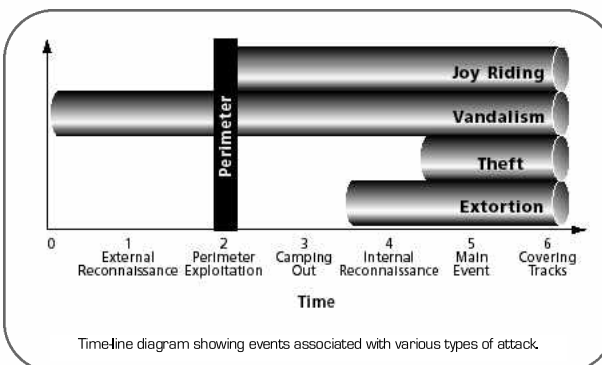 Joy Riding
Vandalism
Theft
Extortion
Perimeter
0 1 2 3 4 5 6
External Perimeter Camping Internal Main Covering
Reconnaissance Exploitation Out Reconnaissance Event Tracks
Time
Time-line diagram showing events associated with various types of attack.